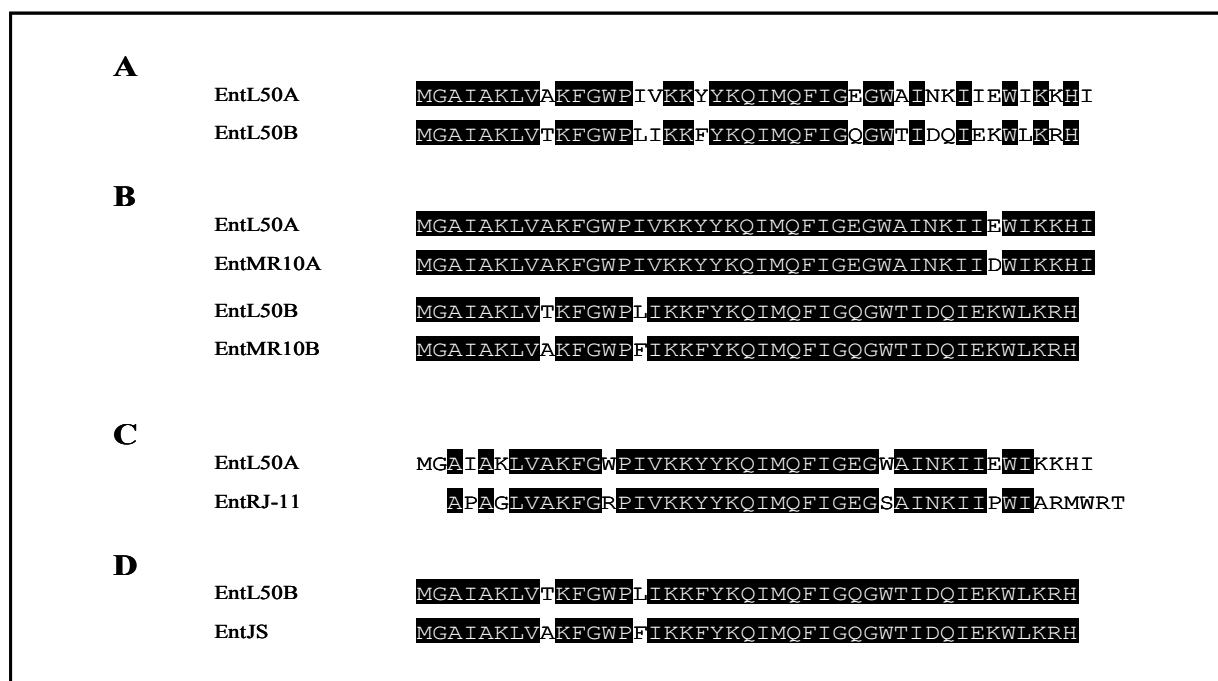 A
EntL50A MGAIAKLVAKFGWPIVKKYYKQIMQFIGEGWAINKIIEWIKKHI
EntL50B MGAIAKLVTKFGWPLIKKFYKQIMQFIGQGWTIDQIEKWLKRH
B
EntL50A MGAIAKLVAKFGWPIVKKYYKQIMQFIGEGWAINKIIEWIKKHI
EntMR10A MGAIAKLVAKFGWPIVKKYYKQIMQFIGEGWAINKIIDWIKKHI
EntL50B MGAIAKLVTKFGWPLIKKFYKQIMQFIGQGWTIDQIEKWLKRH
EntMR10B MGAIAKLVAKFGWPFIKKFYKQIMQFIGQGWTIDQIEKWLKRH
C
EntL50A MGAIAKLVAKFGWPIVKKYYKQIMQFIGEGWAINKIIEWIKKHI
EntRJ-11 APAGLVAKFGRPIVKKYYKQIMQFIGEGSAINKIIPWIARMWRT
D
EntL50B MGAIAKLVTKFGWPLIKKFYKQIMQFIGQGWTIDQIEKWLKRH
EntJS MGAIAKLVAKFGWPFIKKFYKQIMQFIGQGWTIDQIEKWLKRH